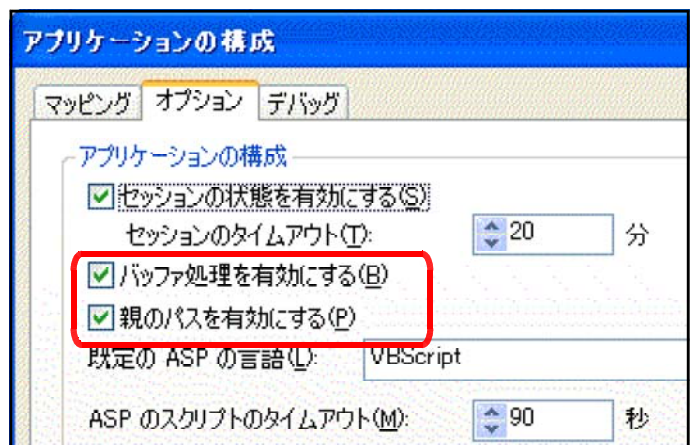 アプリケーションの構成
マッピング オプション デバッグ
アプリケーションの構成
セッションの状態を有効にする(S)
セッションのタイムアウト(T): 20 分
バッファ処理を有効にする(B)
親のパスを有効にする(P)
既定の ASP の言語(L): VBScript
ASP のスクリプトのタイムアウト(M): 90 秒